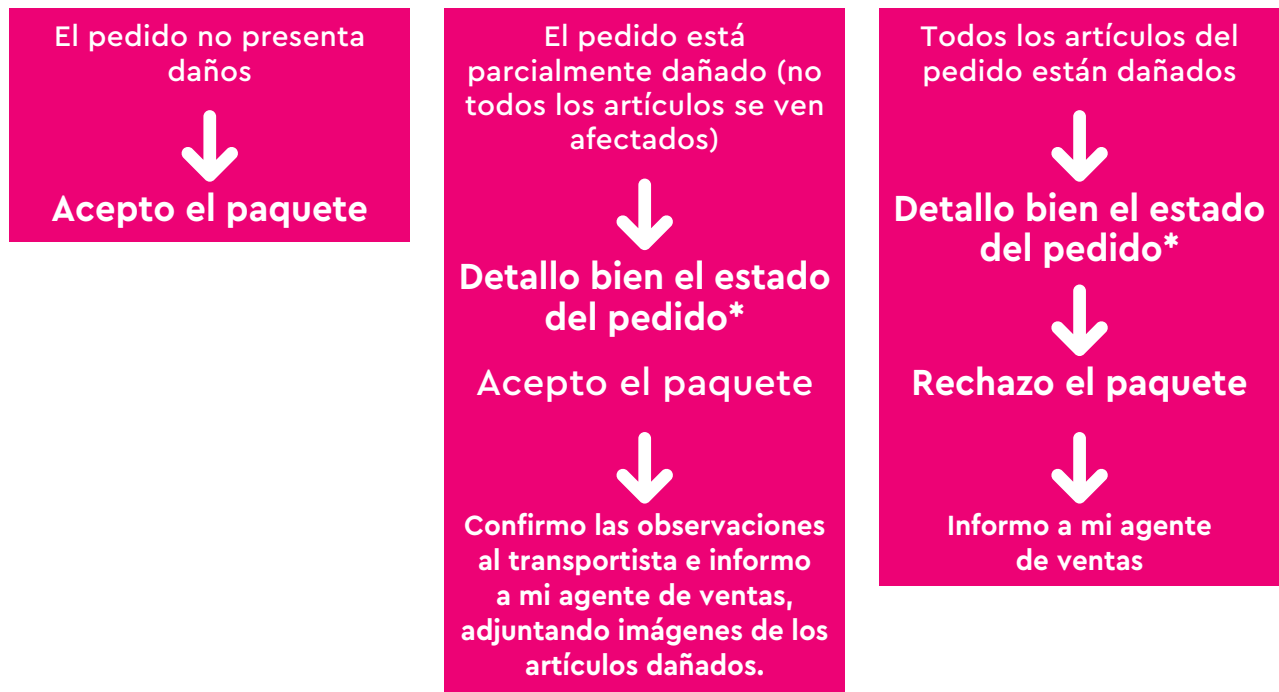 El pedido no presenta
daños
Acepto el paquete
El pedido está
parcialmente dañado (no
todos los artículos se ven
afectados)
Detallo bien el estado
del pedido*
Acepto el paquete
Confirmo las observaciones
al transportista e informo
a mi agente de ventas,
adjuntando imágenes de los
artículos dañados.
Todos los artículos del
pedido están dañados
Detallo bien el estado
del pedido*
Rechazo el paquete
Informo a mi agente
de ventas